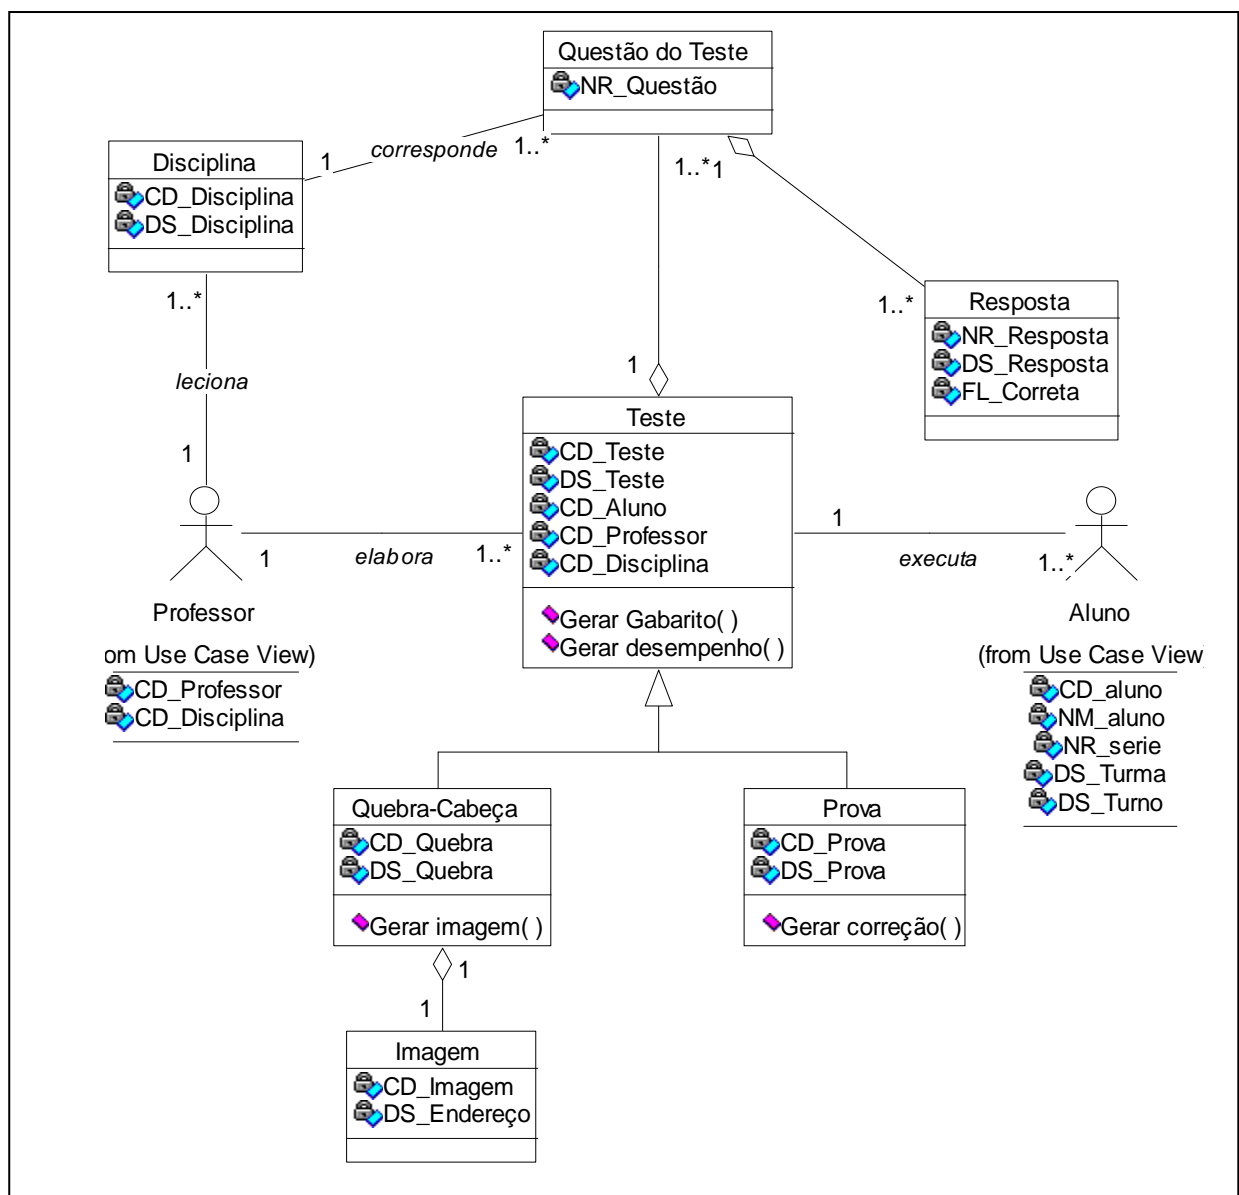 Questão do Teste
NR_Questão
1
corresponde
1..*
Disciplina
CD_Disciplina
DS_Disciplina
1..*
1
1..*
leciona
1
1..*
Resposta
NR_Resposta
DS_Resposta
FL_Correta
1
Teste
CD_Teste
DS_Teste
CD_Aluno
CD_Professor
CD_Disciplina
Gerar Gabarito( )
Gerar desempenho( )
1
elabora
1..*
1
executa
1..*
Professor
om Use Case View)
CD_Professor
CD_Disciplina
Aluno
(from Use Case View
CD_aluno
NM_aluno
NR_serie
DS_Turma
DS_Turno
Quebra-Cabeça
CD_Quebra
DS_Quebra
Gerar imagem( )
Prova
CD_Prova
DS_Prova
Gerar correção( )
1
1
Imagem
CD_Imagem
DS_Endereço